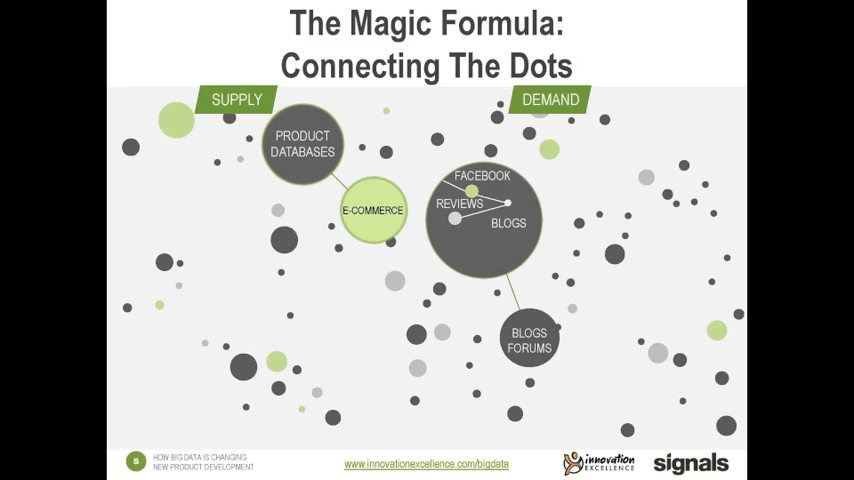 The Magic Formula:
Connecting The Dots
SUPPLY
DEMAND
PRODUCT
DATABASES
E-COMMERCE
FACEBOOK
REVIEWS
BLOGS
BLOGS
FORUMS
S
HOW BIG DATA IS CHANGING
NEW PRODUCT DEVELOPMENT
www.innovationexcellence.com/bigdata
innovation
EXCELLENCE
signals